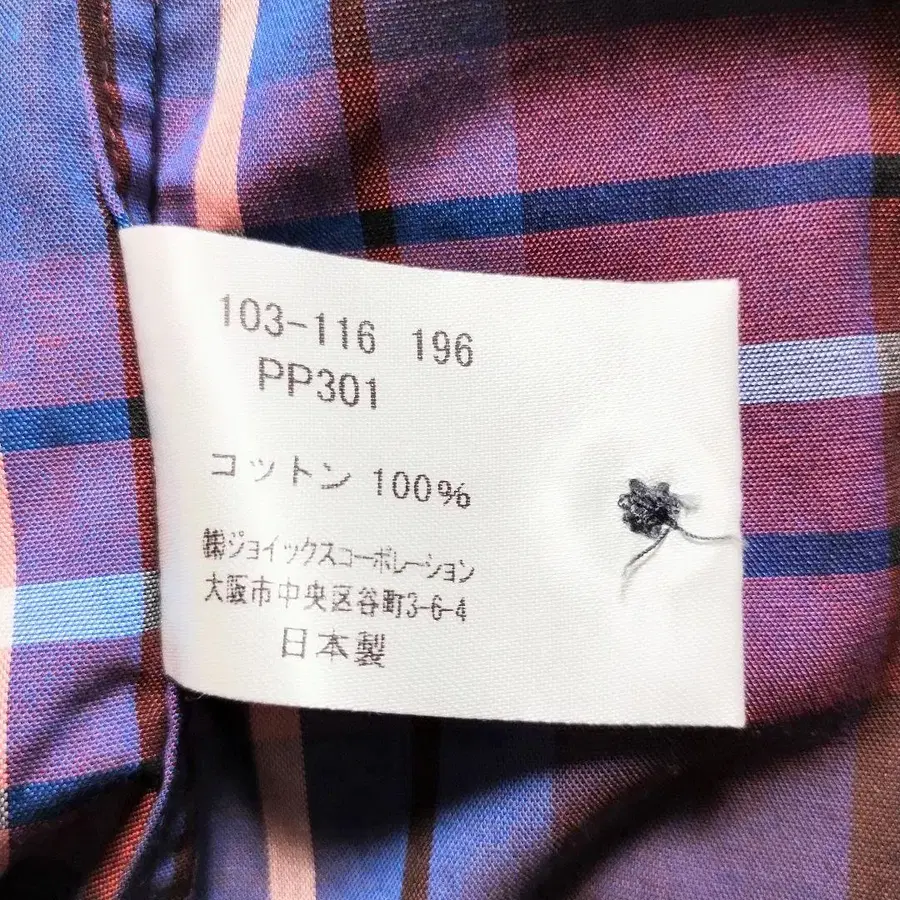 103-116 196
PP301
コットン 100%
㈱ジョイックスコーポレーション
大阪市中央区谷町3-6-4
日本製